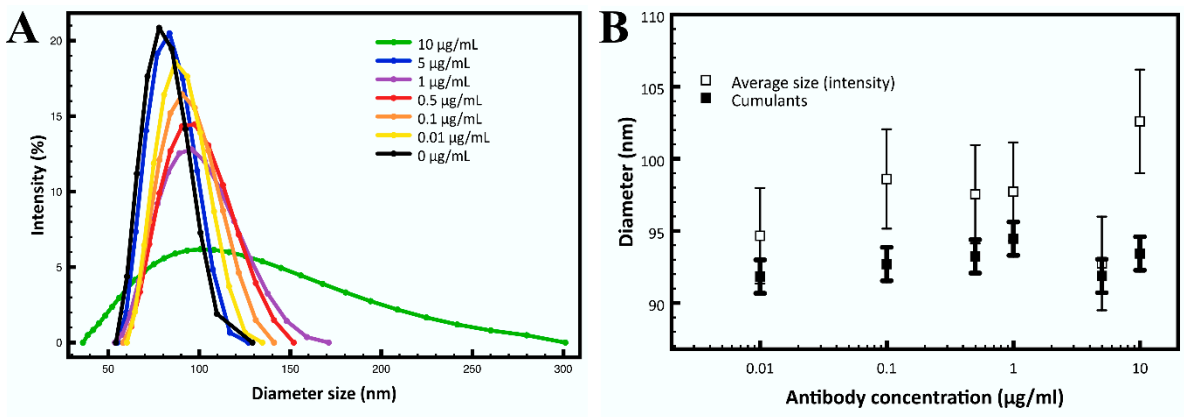 A
Intensity (%)
20
15
10
5
0
50
100
150
200
250
300
Diameter size (nm)
10 µg/mL
5 µg/mL
1 µg/mL
0.5 µg/mL
0.1 µg/mL
0.01 µg/mL
0 µg/mL
B
Diameter (nm)
110
105
100
95
90
0.01
0.1
1
10
Antibody concentration (µg/ml)
Average size (intensity)
Cumulants